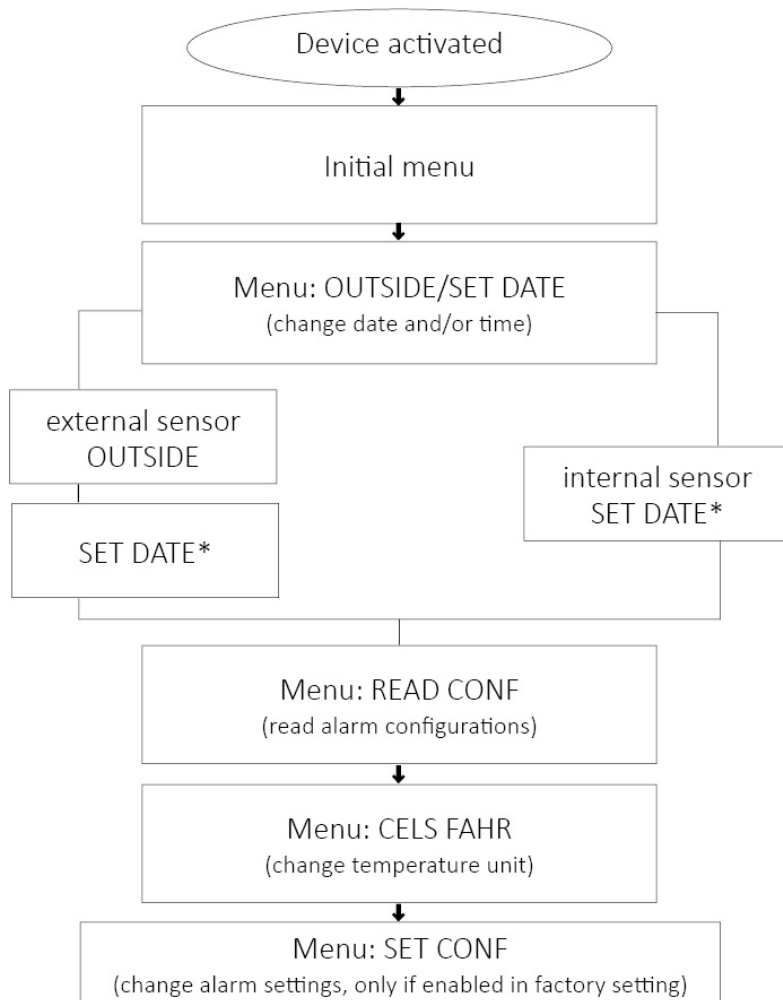 Device activated
Initial menu
Menu: OUTSIDE/SET DATE
(change date and/or time)
external sensor
OUTSIDE
internal sensor
SET DATE*
SET DATE*
Menu: READ CONF
(read alarm configurations)
Menu: CELS FAHR
(change temperature unit)
Menu: SET CONF
(change alarm settings, only if enabled in factory setting)